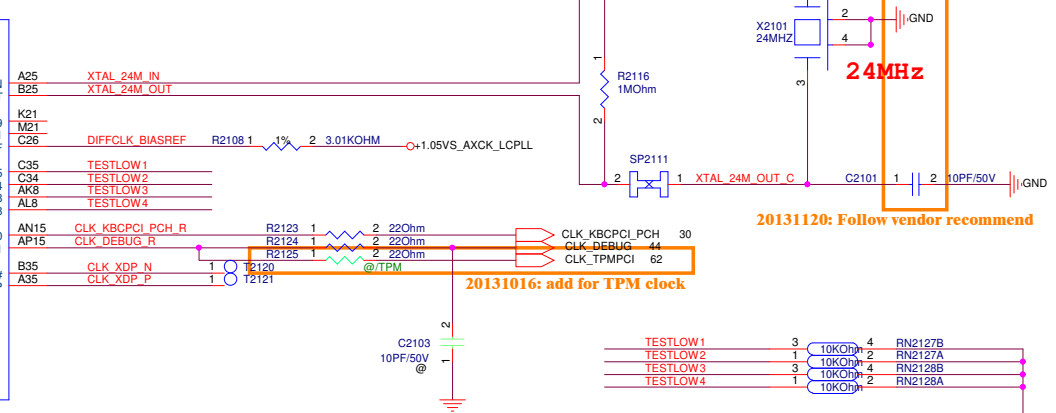 X2101
24MHZ
2
GND
4
24MHz
3
A25 XTAL_24M_IN
B25 XTAL_24M_OUT
1
R2116
1MOhm
2
K21
M21
C26 DIFFCLK_BIASREF R2108 1 1% 2 3.01KOHM +1.05VS_AXCK_LCPLL
C35 TESTLOW1
C34 TESTLOW2
AK8 TESTLOW3
AL8 TESTLOW4
SP2111
2 1 XTAL_24M_OUT_C C2101 1 2 10PF/50V GND
20131120: Follow vendor recommend
AN15 CLK_KBCPCI_PCH_R R2123 1 2 22Ohm CLK_KBCPCI_PCH 30
AP15 CLK_DEBUG_R R2124 1 2 22Ohm CLK_DEBUG 44
R2125 1 2 22Ohm CLK_TPMPCI 62
@/TPM
B35 CLK_XDP_N 1 T2120
A35 CLK_XDP_P 1 T2121
20131016: add for TPM clock
2
C2103
10PF/50V
@
1
TESTLOW1 3 10KOhm 4 RN2127B
TESTLOW2 1 10KOhm 2 RN2127A
TESTLOW3 3 10KOhm 4 RN2128B
TESTLOW4 1 10KOhm 2 RN2128A